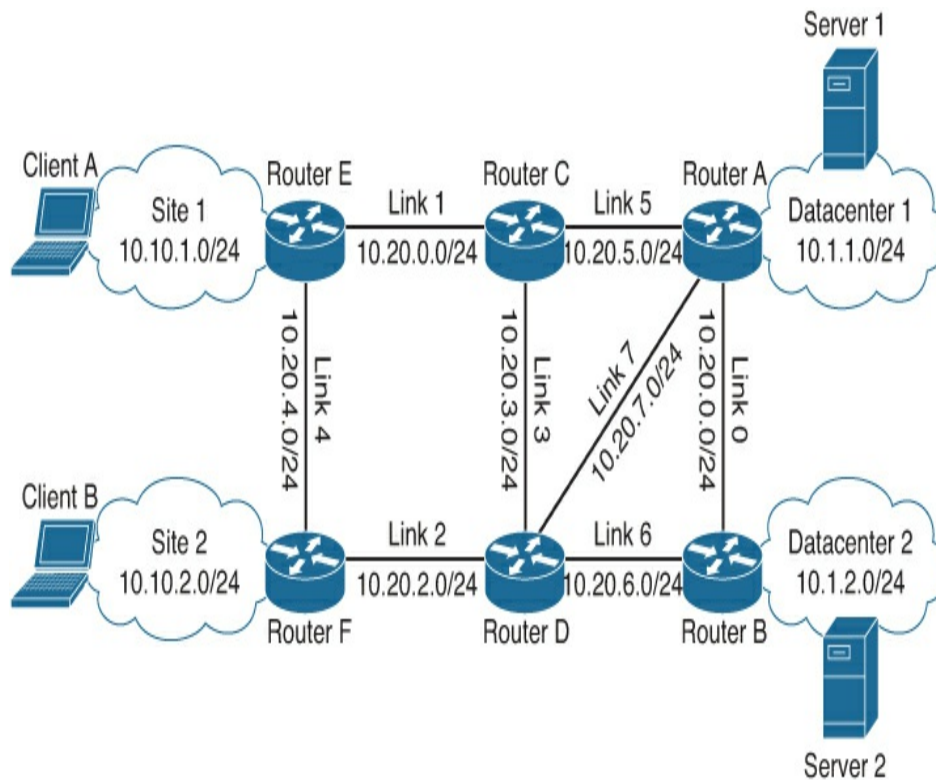 Server 1
Client A
Router E
Router C
Router A
Link 1
Link 5
Site 1
10.10.1.0/24
10.20.0.0/24
10.20.5.0/24
Datacenter 1
10.1.1.0/24
Link 4
10.20.4.0/24
Link 3
10.20.3.0/24
Link 7
10.20.7.0/24
Link 0
10.20.0.0/24
Client B
Link 2
Link 6
Site 2
10.10.2.0/24
10.20.2.0/24
10.20.6.0/24
Datacenter 2
10.1.2.0/24
Router F
Router D
Router B
Server 2